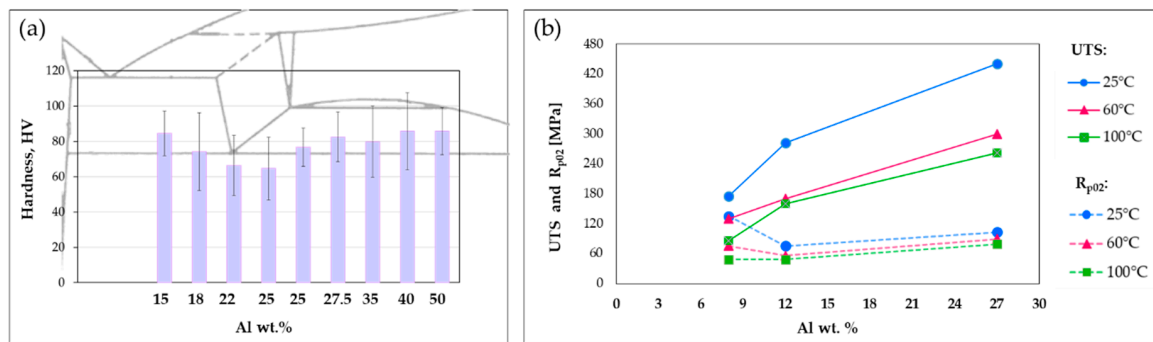 (a)
120
100
80
60
40
20
0
Hardness, HV
15 18 22 25 25 27.5 35 40 50
Al wt.%
(b)
480
420
360
300
240
180
120
60
0
UTS and Rp02 [MPa]
0 3 6 9 12 15 18 21 24 27 30
Al wt. %
UTS:
25°C
60°C
100°C
Rp02:
25°C
60°C
100°C